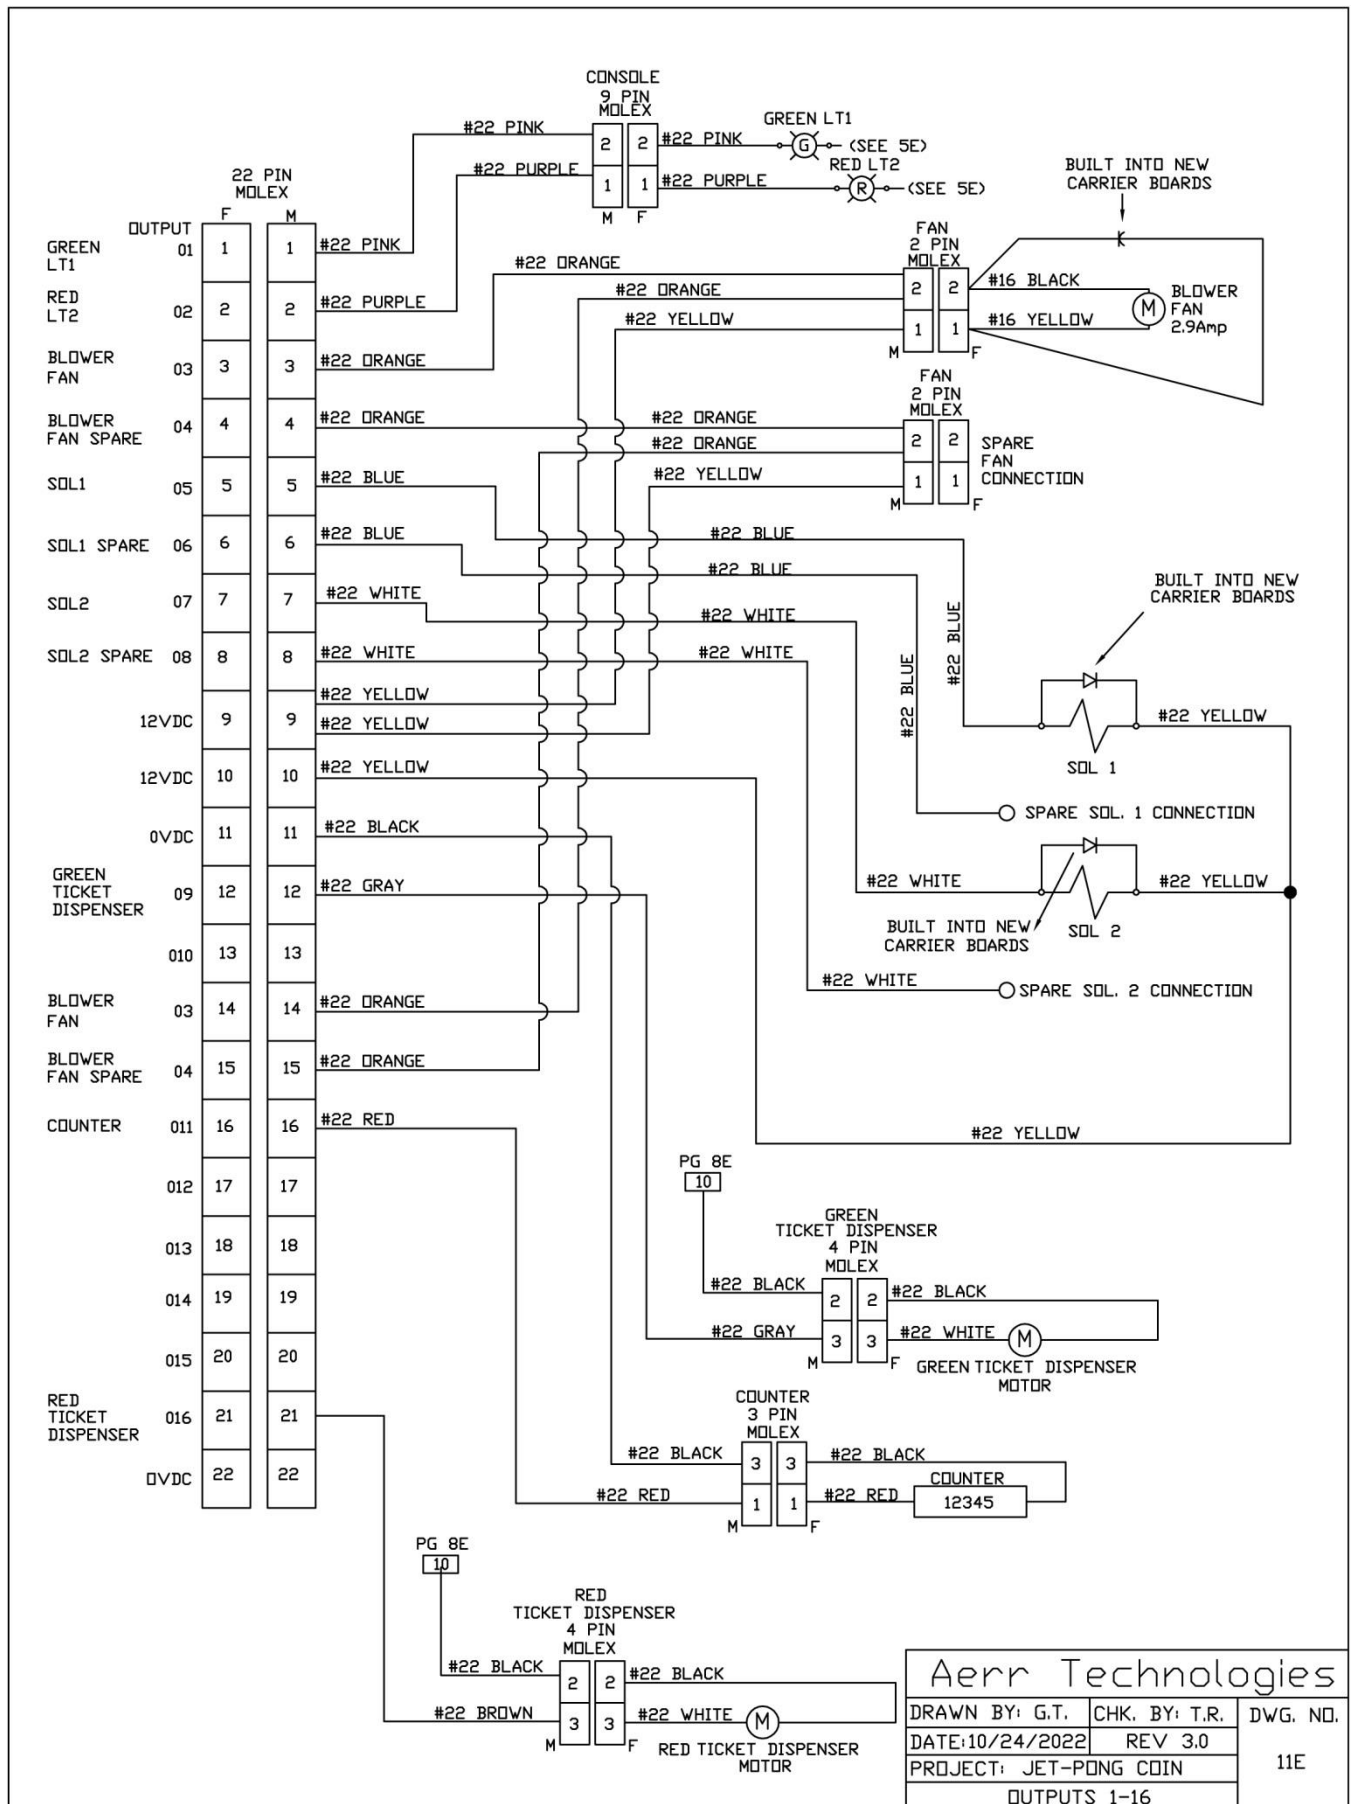 CONSOLE
9 PIN
MOLEX
#22 PINK
2
2
#22 PINK
GREEN LT1
G
(SEE 5E)
#22 PURPLE
1
1
#22 PURPLE
RED LT2
R
(SEE 5E)
M
F
BUILT INTO NEW
CARRIER BOARDS
22 PIN
MOLEX
F
M
OUTPUT
GREEN
LT1
01
1
1
#22 PINK
RED
LT2
02
2
2
#22 PURPLE
BLOWER
FAN
03
3
3
#22 ORANGE
BLOWER
FAN SPARE
04
4
4
#22 ORANGE
SOL1
05
5
5
#22 BLUE
SOL1 SPARE
06
6
6
#22 BLUE
SOL2
07
7
7
#22 WHITE
SOL2 SPARE
08
8
8
#22 WHITE
#22 YELLOW
12VDC
9
9
#22 YELLOW
12VDC
10
10
#22 YELLOW
0VDC
11
11
#22 BLACK
GREEN
TICKET
DISPENSER
09
12
12
#22 GRAY
010
13
13
BLOWER
FAN
03
14
14
#22 ORANGE
BLOWER
FAN SPARE
04
15
15
#22 ORANGE
COUNTER
011
16
16
#22 RED
012
17
17
013
18
18
014
19
19
015
20
20
RED
TICKET
DISPENSER
016
21
21
0VDC
22
22
FAN
2 PIN
MOLEX
#22 ORANGE
#22 ORANGE
2
2
#16 BLACK
#22 YELLOW
1
1
#16 YELLOW
M
F
M
BLOWER
FAN
2.9Amp
FAN
2 PIN
MOLEX
#22 ORANGE
#22 ORANGE
2
2
#22 YELLOW
1
1
M
F
SPARE
FAN
CONNECTION
#22 BLUE
#22 BLUE
#22 WHITE
#22 WHITE
#22 BLUE
#22 BLUE
BUILT INTO NEW
CARRIER BOARDS
#22 YELLOW
SOL 1
SPARE SOL. 1 CONNECTION
#22 WHITE
#22 YELLOW
SOL 2
BUILT INTO NEW
CARRIER BOARDS
#22 WHITE
SPARE SOL. 2 CONNECTION
#22 YELLOW
PG 8E
10
GREEN
TICKET DISPENSER
4 PIN
MOLEX
#22 BLACK
2
2
#22 BLACK
#22 GRAY
3
3
#22 WHITE
M
M
F
GREEN TICKET DISPENSER
MOTOR
COUNTER
3 PIN
MOLEX
#22 BLACK
3
3
#22 BLACK
COUNTER
#22 RED
1
1
#22 RED
12345
M
F
PG 8E
10
RED
TICKET DISPENSER
4 PIN
MOLEX
#22 BLACK
2
2
#22 BLACK
#22 BROWN
3
3
#22 WHITE
M
M
F
RED TICKET DISPENSER
MOTOR
Aerr Technologies
DRAWN BY: G.T.
CHK. BY: T.R.
DWG. NO.
DATE:10/24/2022
REV 3.0
11E
PROJECT: JET-PONG COIN
OUTPUTS 1-16